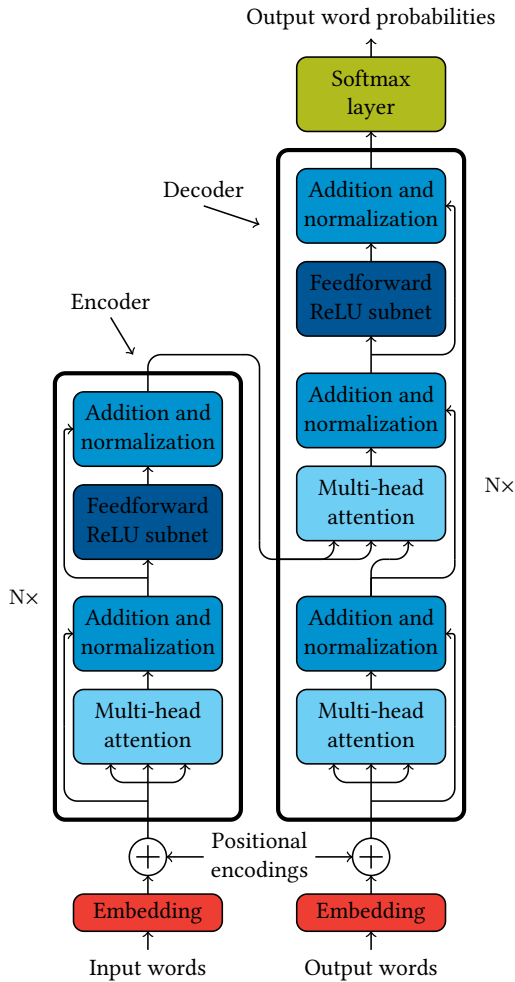 Output word probabilities
Softmax
layer
Decoder
Addition and
normalization
Feedforward
ReLU subnet
Encoder
Addition and
normalization
Multi-head
attention
N×
Addition and
normalization
Multi-head
attention
Addition and
normalization
Feedforward
ReLU subnet
N×
Addition and
normalization
Multi-head
attention
Positional
encodings
Embedding
Embedding
Input words
Output words